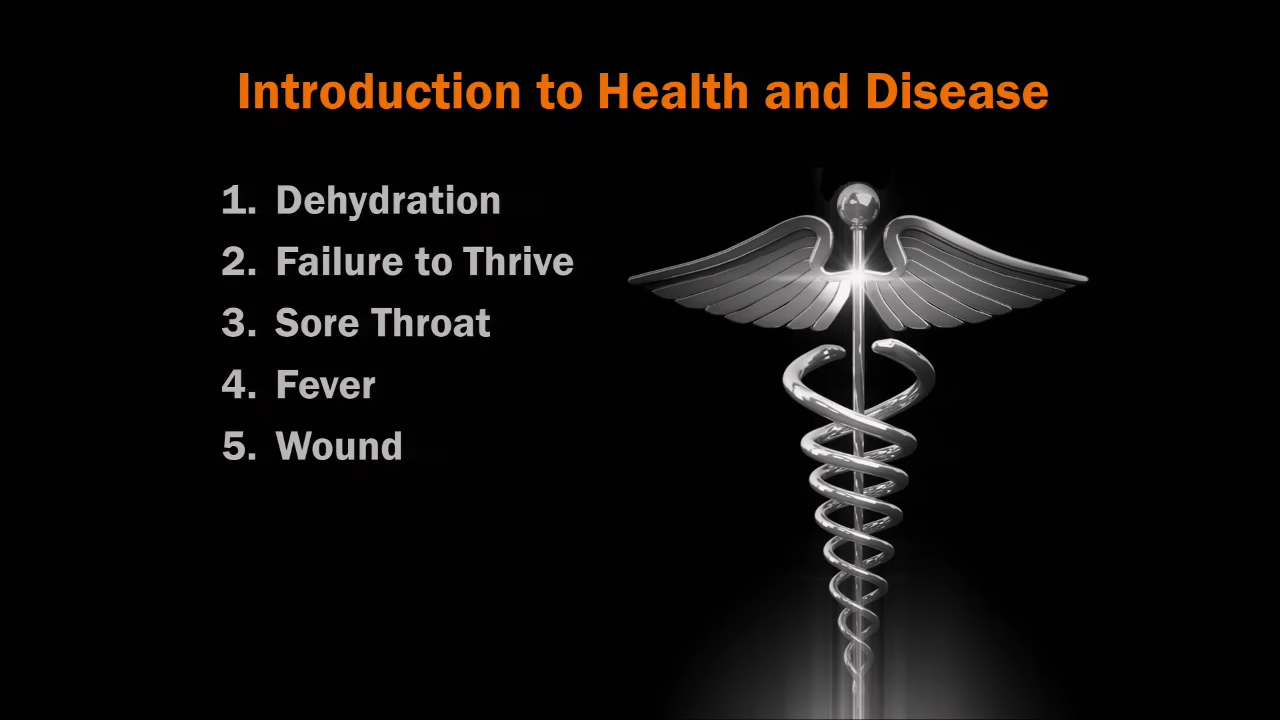 Introduction to Health and Disease
1. Dehydration
2. Failure to Thrive
3. Sore Throat
4. Fever
5. Wound